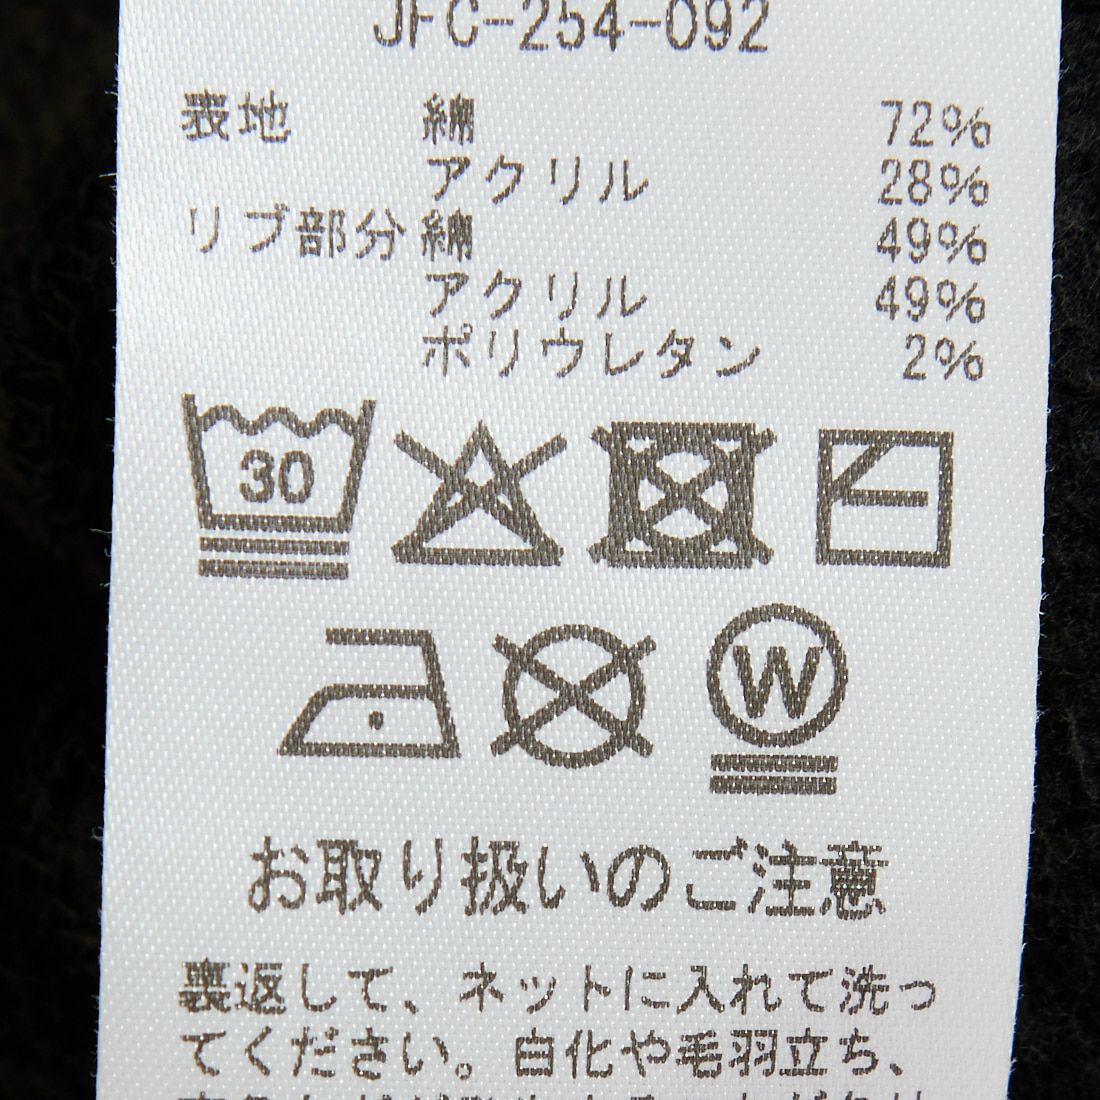 JFC-254-092
表地 綿 72%
アクリル 28%
リブ部分 綿 49%
アクリル 49%
ポリウレタン 2%
30
W
お取り扱いのご注意
裏返して、ネットに入れて洗っ
てください。白化や毛羽立ち、